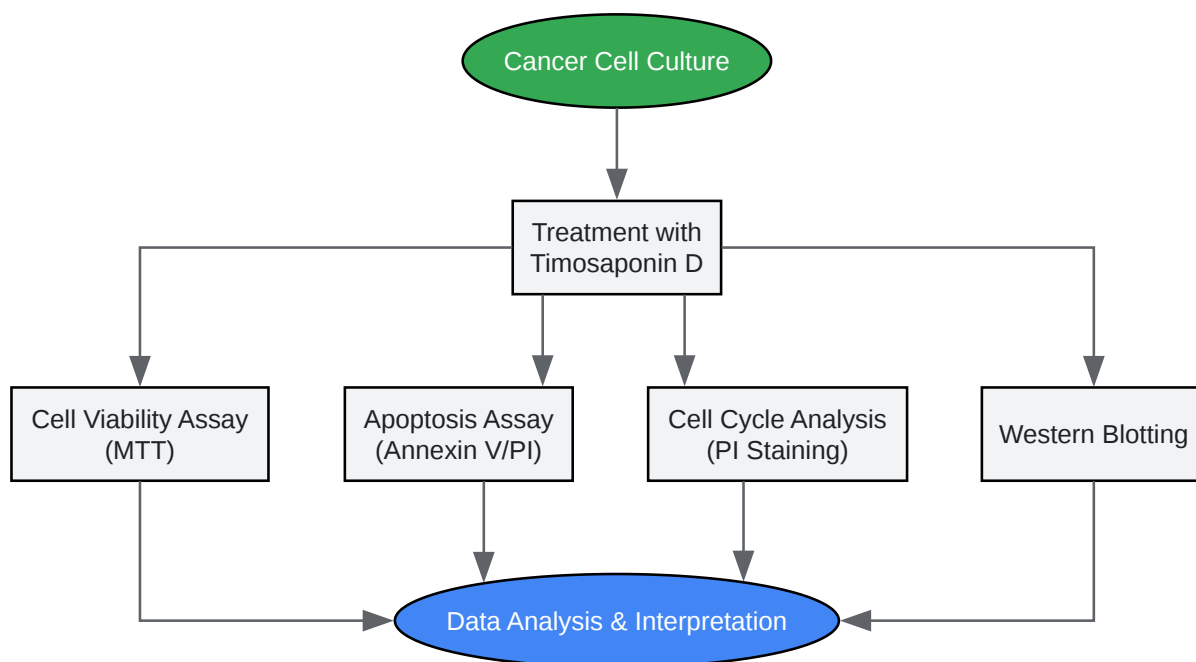 Cancer Cell Culture
Treatment with
Timosaponin D
Cell Viability Assay
(MTT)
Apoptosis Assay
(Annexin V/PI)
Cell Cycle Analysis
(PI Staining)
Western Blotting
Data Analysis & Interpretation